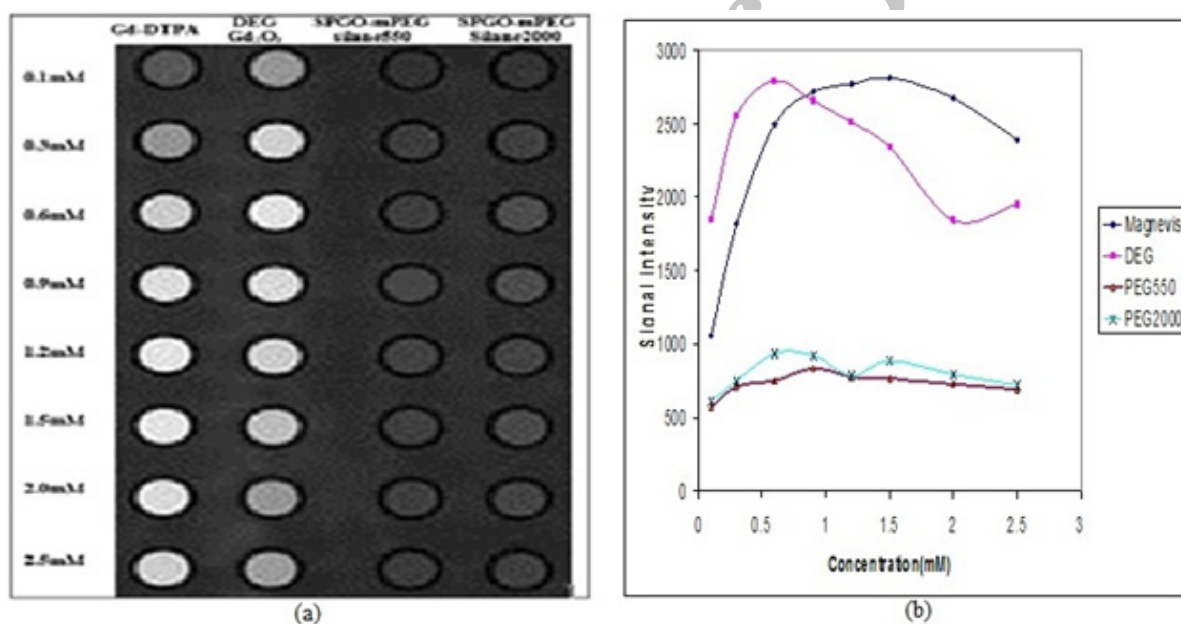 Gd-DTPA
DEG
Gd₂O₃
SPGO-mPEG
silane550
SPGO-mPEG
Silane2000
0.1mM
0.3mM
0.6mM
0.9mM
1.2mM
1.5mM
2.0mM
2.5mM
(a)
3000
2500
2000
1500
1000
500
0
Signal Intensity
0
0.5
1
1.5
2
2.5
3
Concentration(mM)
Magnevis
DEG
PEG550
PEG2000
(b)